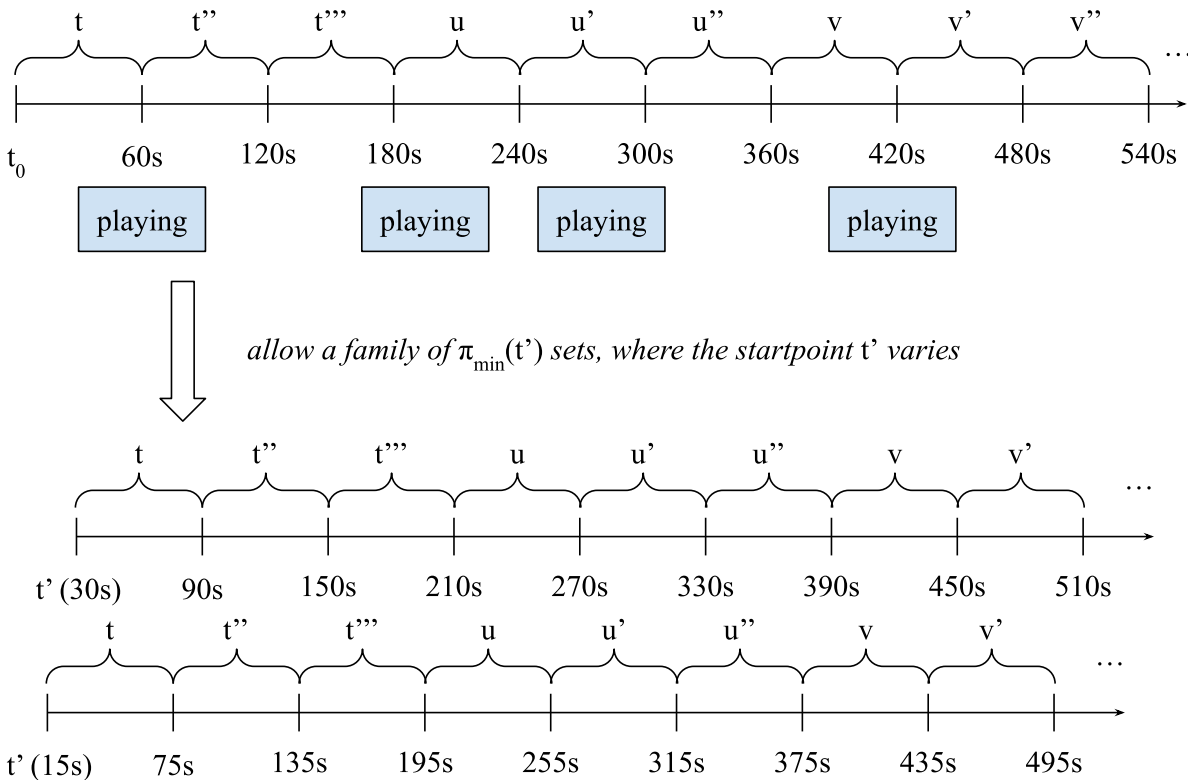 t t” t”’ u u’ u” v v’ v” …
t0 60s 120s 180s 240s 300s 360s 420s 480s 540s
playing playing playing playing
allow a family of πmin(t’) sets, where the startpoint t’ varies
t t” t”’ u u’ u” v v’ …
t’ (30s) 90s 150s 210s 270s 330s 390s 450s 510s
t t” t”’ u u’ u” v v’ …
t’ (15s) 75s 135s 195s 255s 315s 375s 435s 495s